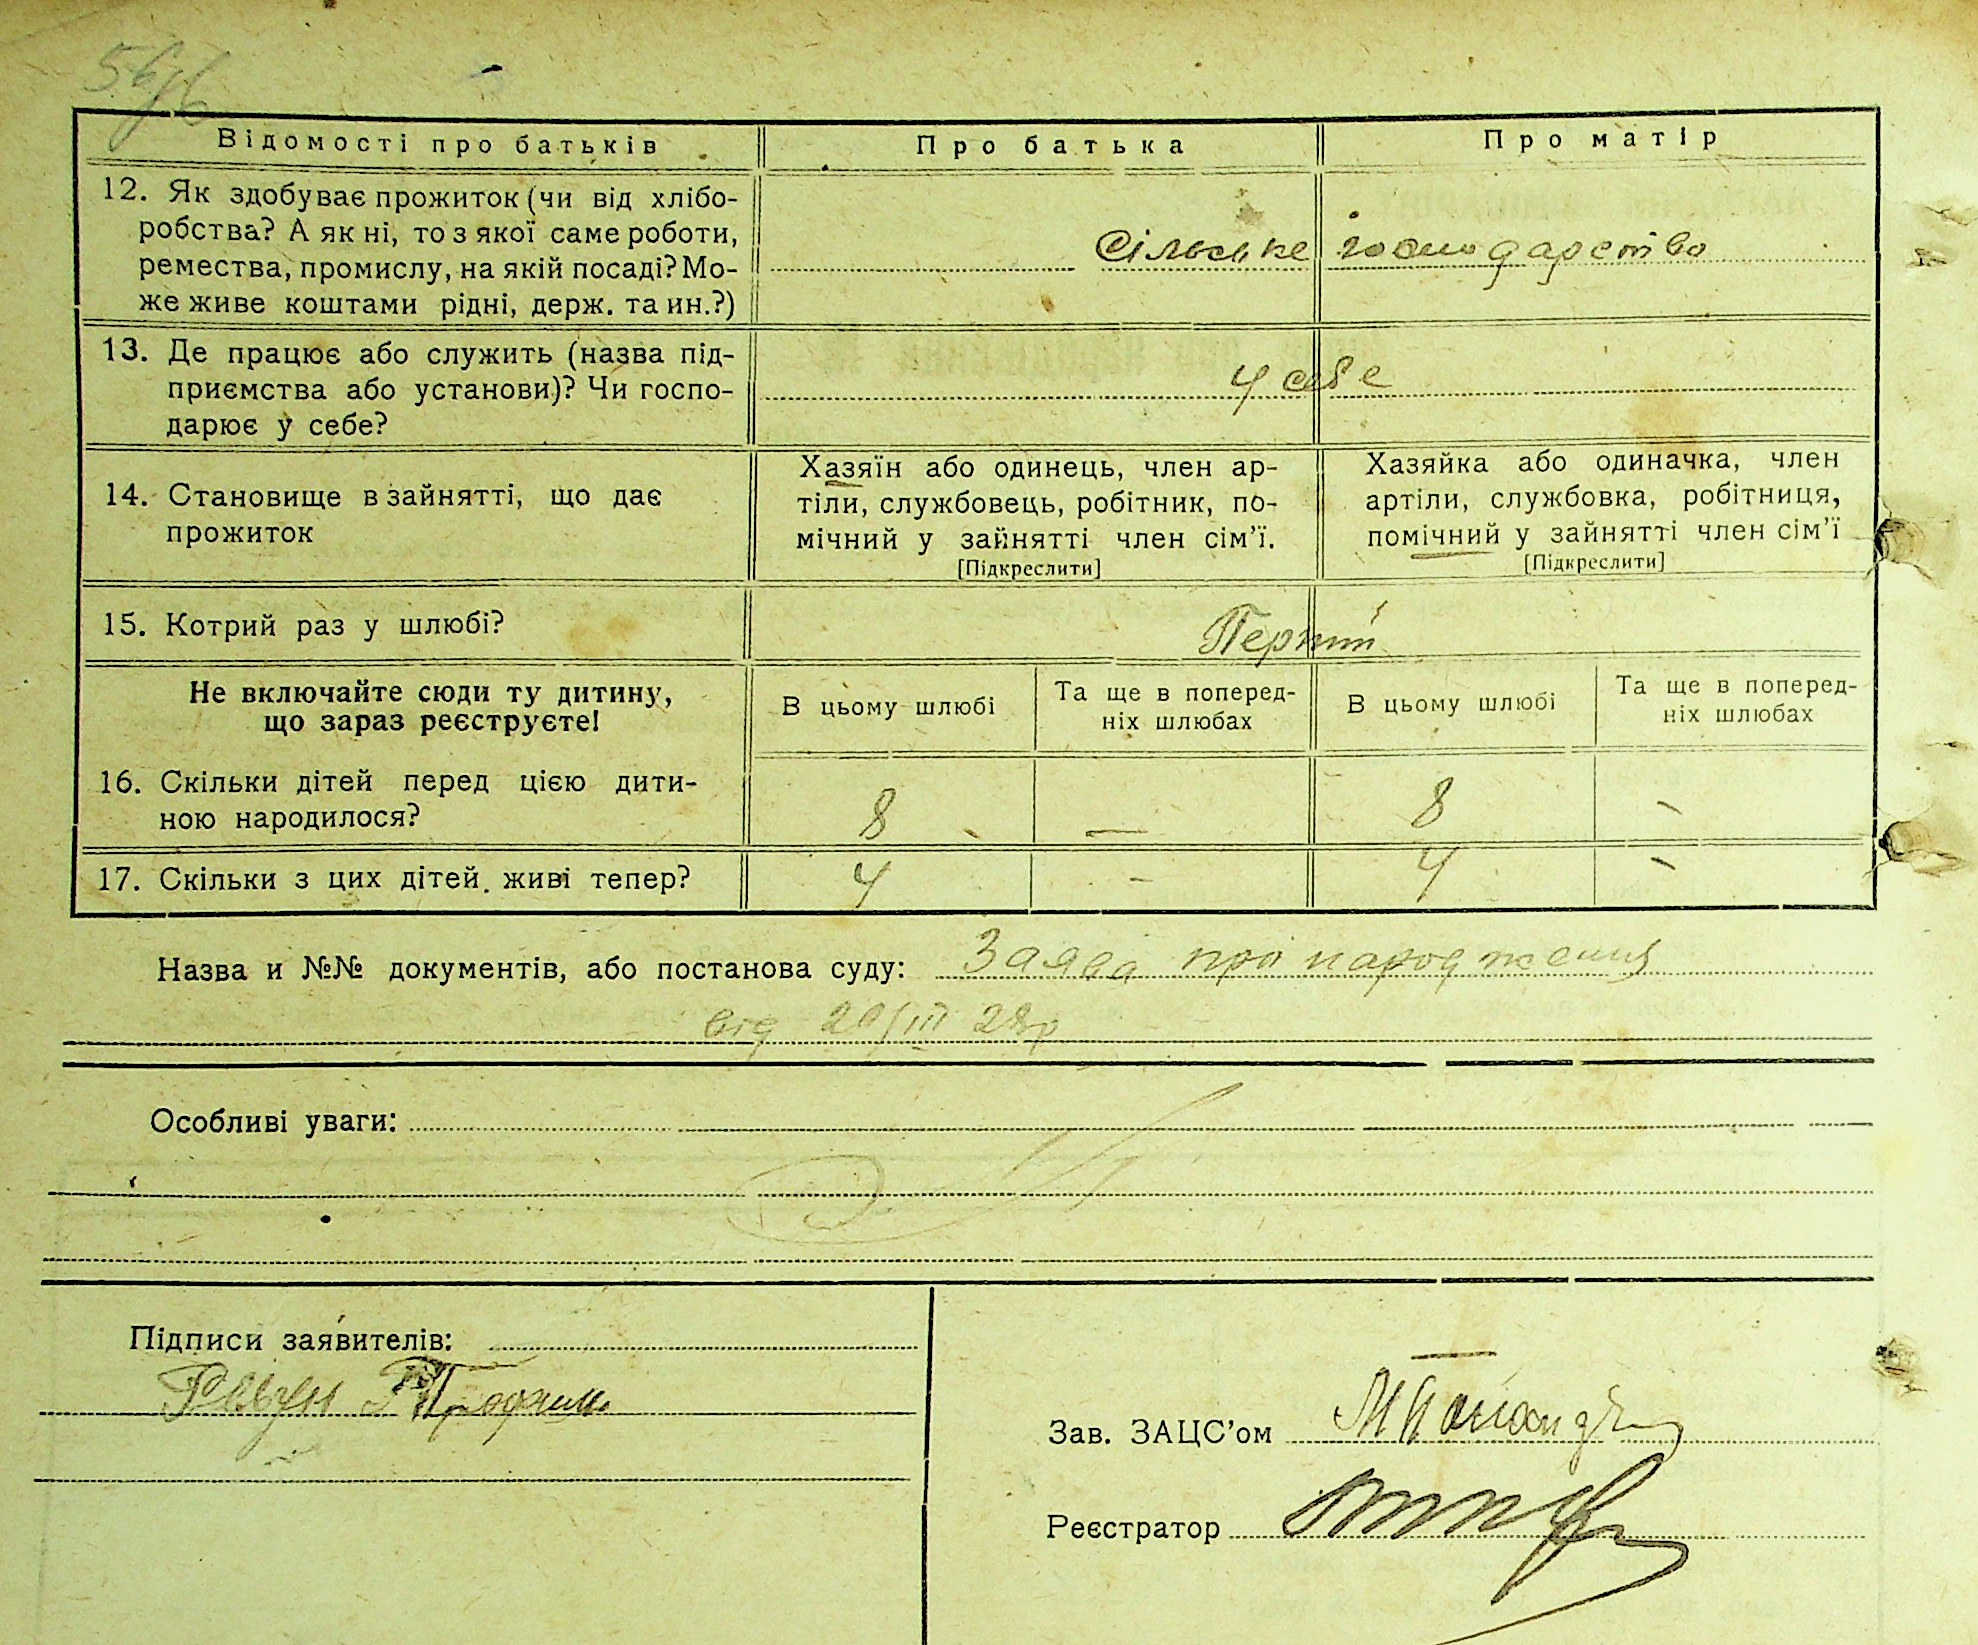 Відомості про батьків
Про батька
Про матір
12. Як здобуває прожиток (чи від хлібо-
робства? А як ні, то з якої саме роботи,
ремества, промислу, на якій посаді? Мо-
же живе коштами рідні, держ. та ин.?)
Сільське господарство
13. Де працює або служить (назва під-
приємства або установи)? Чи госпо-
дарює у себе?
У себе
14. Становище в зайнятті, що дає
прожиток
Хазяїн або одинець, член ар-
тіли, службовець, робітник, по-
мічний у зайнятті член сім'ї.
[Підкреслити]
Хазяйка або одиначка, член
артіли, службовка, робітниця,
помічний у зайнятті член сім'ї
[Підкреслити]
15. Котрий раз у шлюбі?
Перший
Не включайте сюди ту дитину,
що зараз реєструєте!
В цьому шлюбі
Та ще в поперед-
ніх шлюбах
В цьому шлюбі
Та ще в поперед-
ніх шлюбах
16. Скільки дітей перед цією дити-
ною народилося?
8 — 8 -
17. Скільки з цих дітей живі тепер?
4 - 4 -
Назва и №№ документів, або постанова суду: Заява про народження
від 20/III 28р
Особливі уваги:
Підписи заявителів:
Ревун
Зав. ЗАЦС'ом
Реєстратор